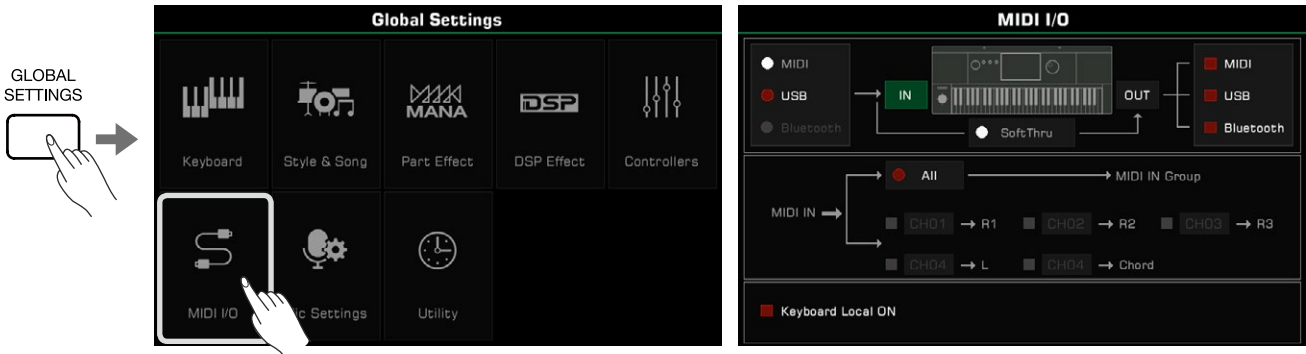 GLOBAL
SETTINGS
Global Settings
Keyboard
Style & Song
MANA
Part Effect
DSP
DSP Effect
Controllers
MIDI I/O
ic Settings
Utility
MIDI I/O
MIDI
USB
Bluetooth
IN
SoftThru
OUT
MIDI
USB
Bluetooth
MIDI IN
All
MIDI IN Group
CH01 → R1 CH02 → R2 CH03 → R3
CH04 → L CH04 → Chord
Keyboard Local ON